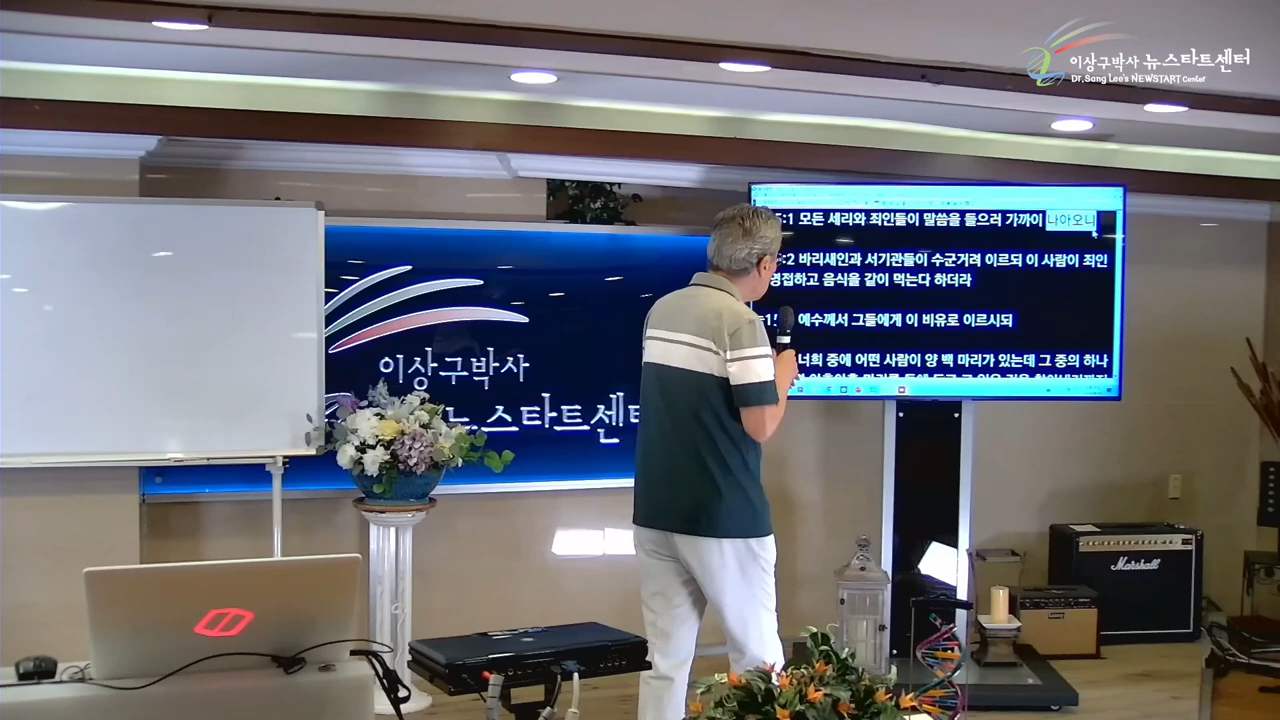 이상구박사 뉴스타트센터
Dr. Sang Lee's NEWSTART Center
:1 모든 세리와 죄인들이 말씀을 들으러 가까이 나아오니
:2 바리새인과 서기관들이 수군거려 이르되 이 사람이 죄인
영접하고 음식을 같이 먹는다 하더라
예수께서 그들에게 이 비유로 이르시되
너희 중에 어떤 사람이 양 백 마리가 있는데 그 중의 하나
이상구박사
뉴스타트센터
Marshall